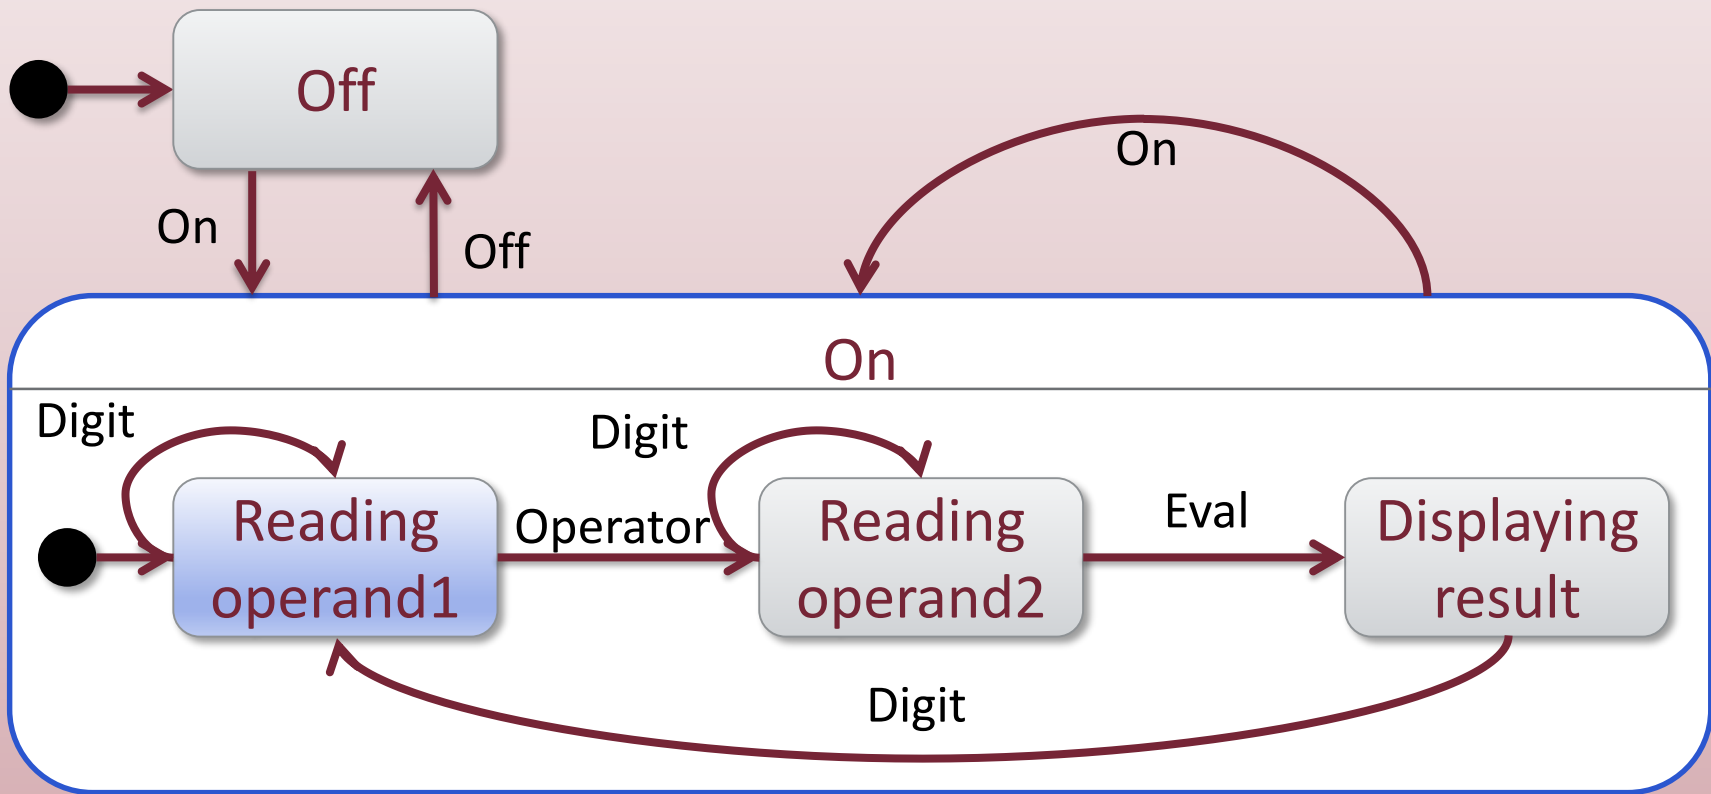 Off
On
On
Off
On
Digit
Digit
Reading
operand1
Operator
Reading
operand2
Eval
Displaying
result
Digit